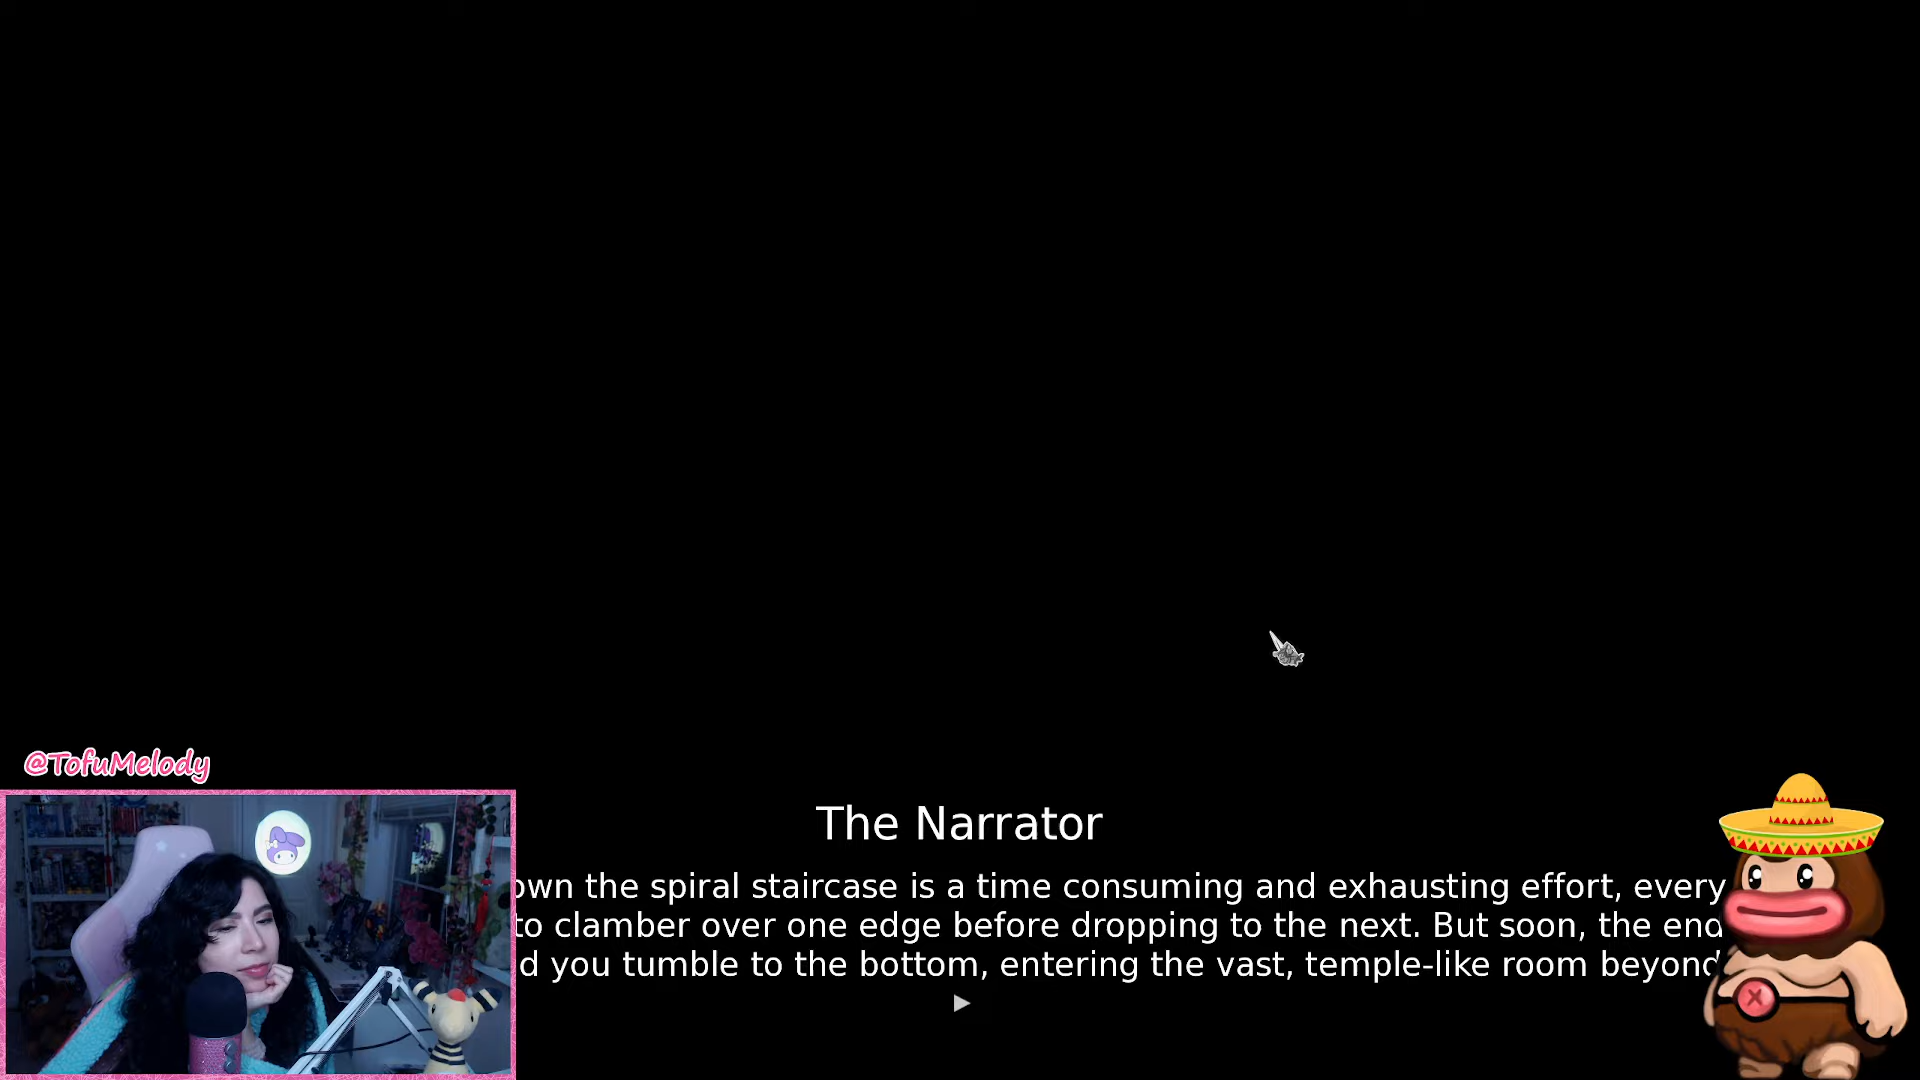 @TofuMelody
The Narrator
the spiral staircase is a time consuming and exhausting effort, every
to clamber over one edge before dropping to the next. But soon, the end
you tumble to the bottom, entering the vast, temple-like room beyond